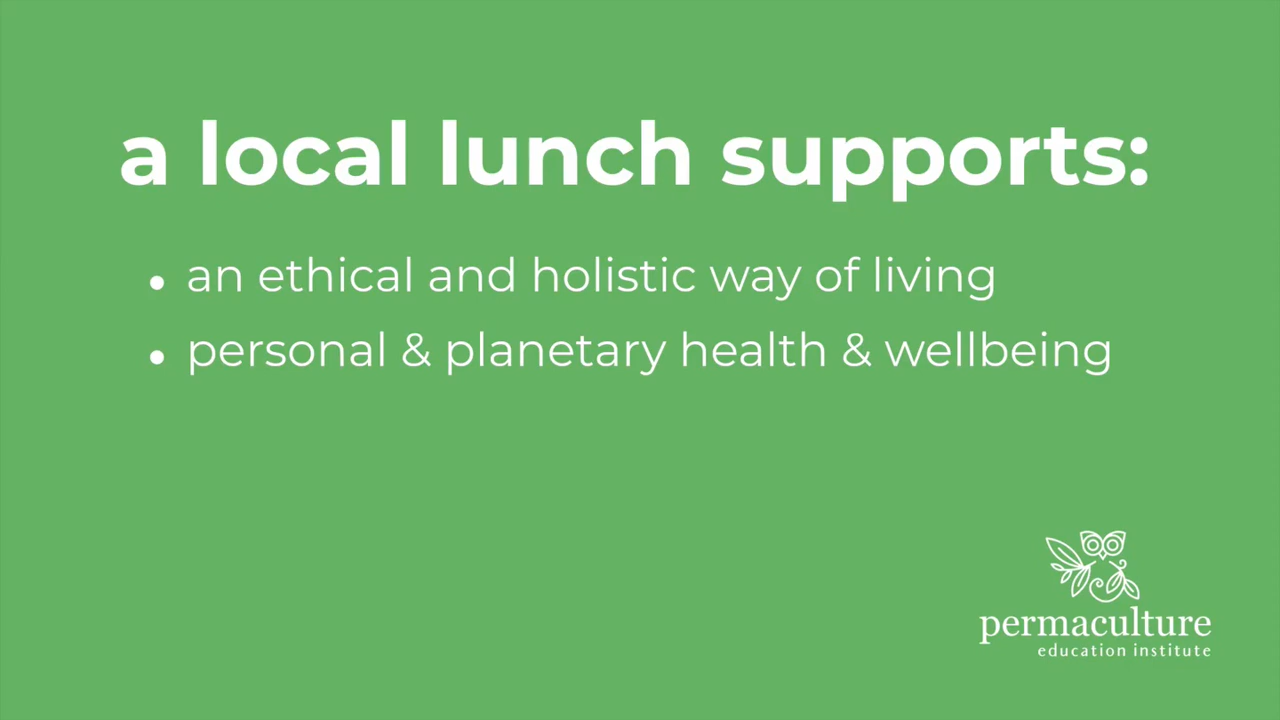 a local lunch supports:
• an ethical and holistic way of living
• personal & planetary health & wellbeing
permaculture
education institute